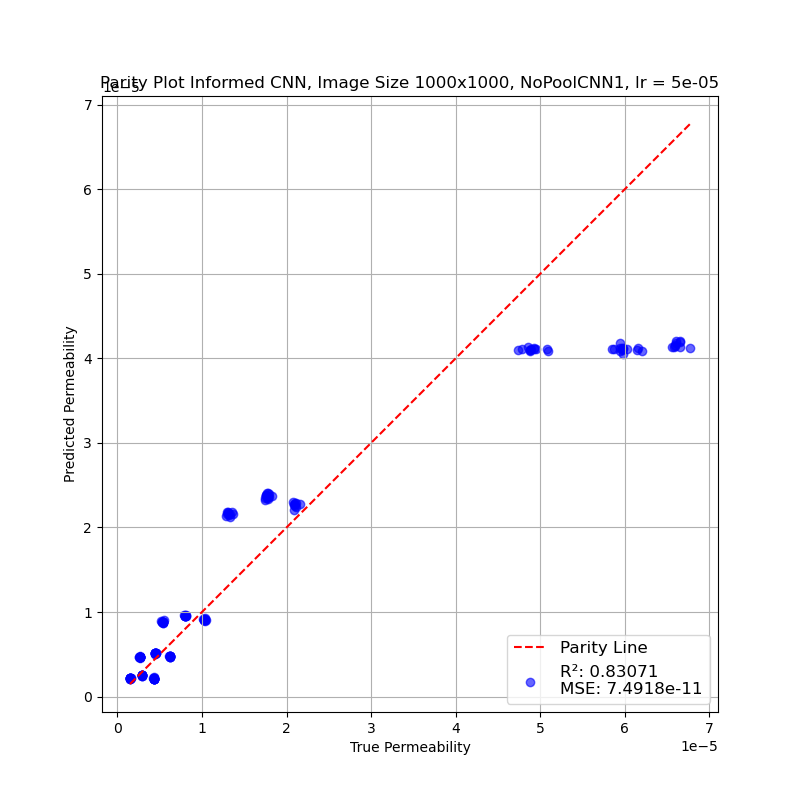 Parity Plot Informed CNN, Image Size 1000x1000, NoPoolCNN1, lr = 5e-05
1e−5
7
6
5
4
3
2
1
0
Predicted Permeability
Parity Line
R²: 0.83071
MSE: 7.4918e-11
0 1 2 3 4 5 6 7
1e−5
True Permeability